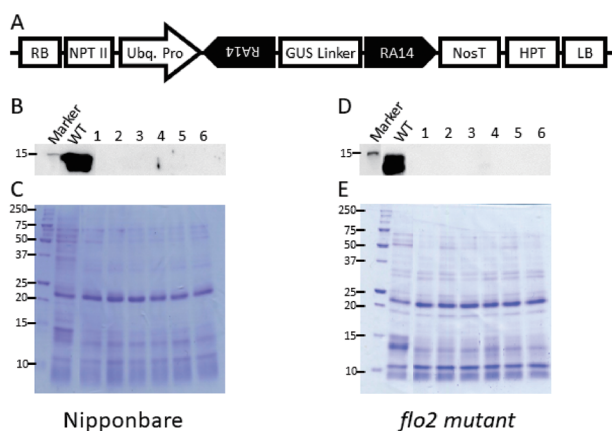 A
RB NPT II Ubq. Pro RA14 GUS Linker RA14 NosT HPT LB
B
Marker WT 1 2 3 4 5 6
15
C
250
75
50
37
25
20
15
10
Nipponbare
D
Marker WT 1 2 3 4 5 6
15
E
250
75
50
37
25
20
15
10
flo2 mutant